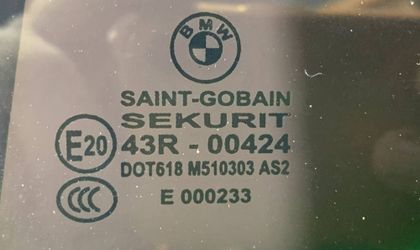 BMW
SAINT-GOBAIN
SEKURIT
E20 43R - 00424
DOT618 M510303 AS2
CCC E 000233